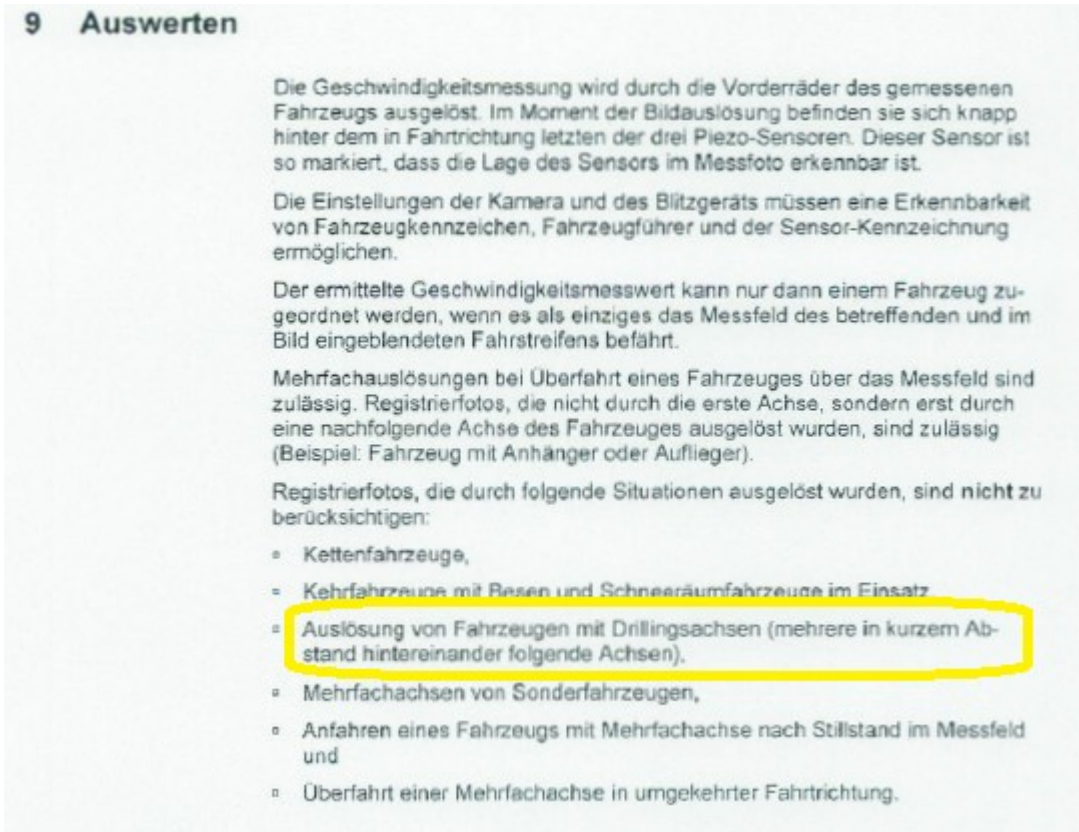 9 Auswerten
Die Geschwindigkeitsmessung wird durch die Vorderräder des gemessenen
Fahrzeugs ausgelöst. Im Moment der Bildauslösung befinden sie sich knapp
hinter dem in Fahrtrichtung letzten der drei Piezo-Sensoren. Dieser Sensor ist
so markiert, dass die Lage des Sensors im Messfoto erkennbar ist.
Die Einstellungen der Kamera und des Blitzgeräts müssen eine Erkennbarkeit
von Fahrzeugkennzeichen, Fahrzeugführer und der Sensor-Kennzeichnung
ermöglichen.
Der ermittelte Geschwindigkeitsmesswert kann nur dann einem Fahrzeug zu-
geordnet werden, wenn es als einziges das Messfeld des betreffenden und im
Bild eingeblendeten Fahrstreifens befährt.
Mehrfachauslösungen bei Überfahrt eines Fahrzeuges über das Messfeld sind
zulässig. Registrierfotos, die nicht durch die erste Achse, sondern erst durch
eine nachfolgende Achse des Fahrzeuges ausgelöst wurden, sind zulässig
(Beispiel: Fahrzeug mit Anhänger oder Auflieger).
Registrierfotos, die durch folgende Situationen ausgelöst wurden, sind nicht zu
berücksichtigen:
▫ Kettenfahrzeuge,
▫ Kehrfahrzeuge mit Besen und Schneeräumfahrzeuge im Einsatz
▫ Auslösung von Fahrzeugen mit Drillingsachsen (mehrere in kurzem Ab-
stand hintereinander folgende Achsen),
▫ Mehrfachachsen von Sonderfahrzeugen,
▫ Anfahren eines Fahrzeugs mit Mehrfachachse nach Stillstand im Messfeld
und
▫ Überfahrt einer Mehrfachachse in umgekehrter Fahrtrichtung.